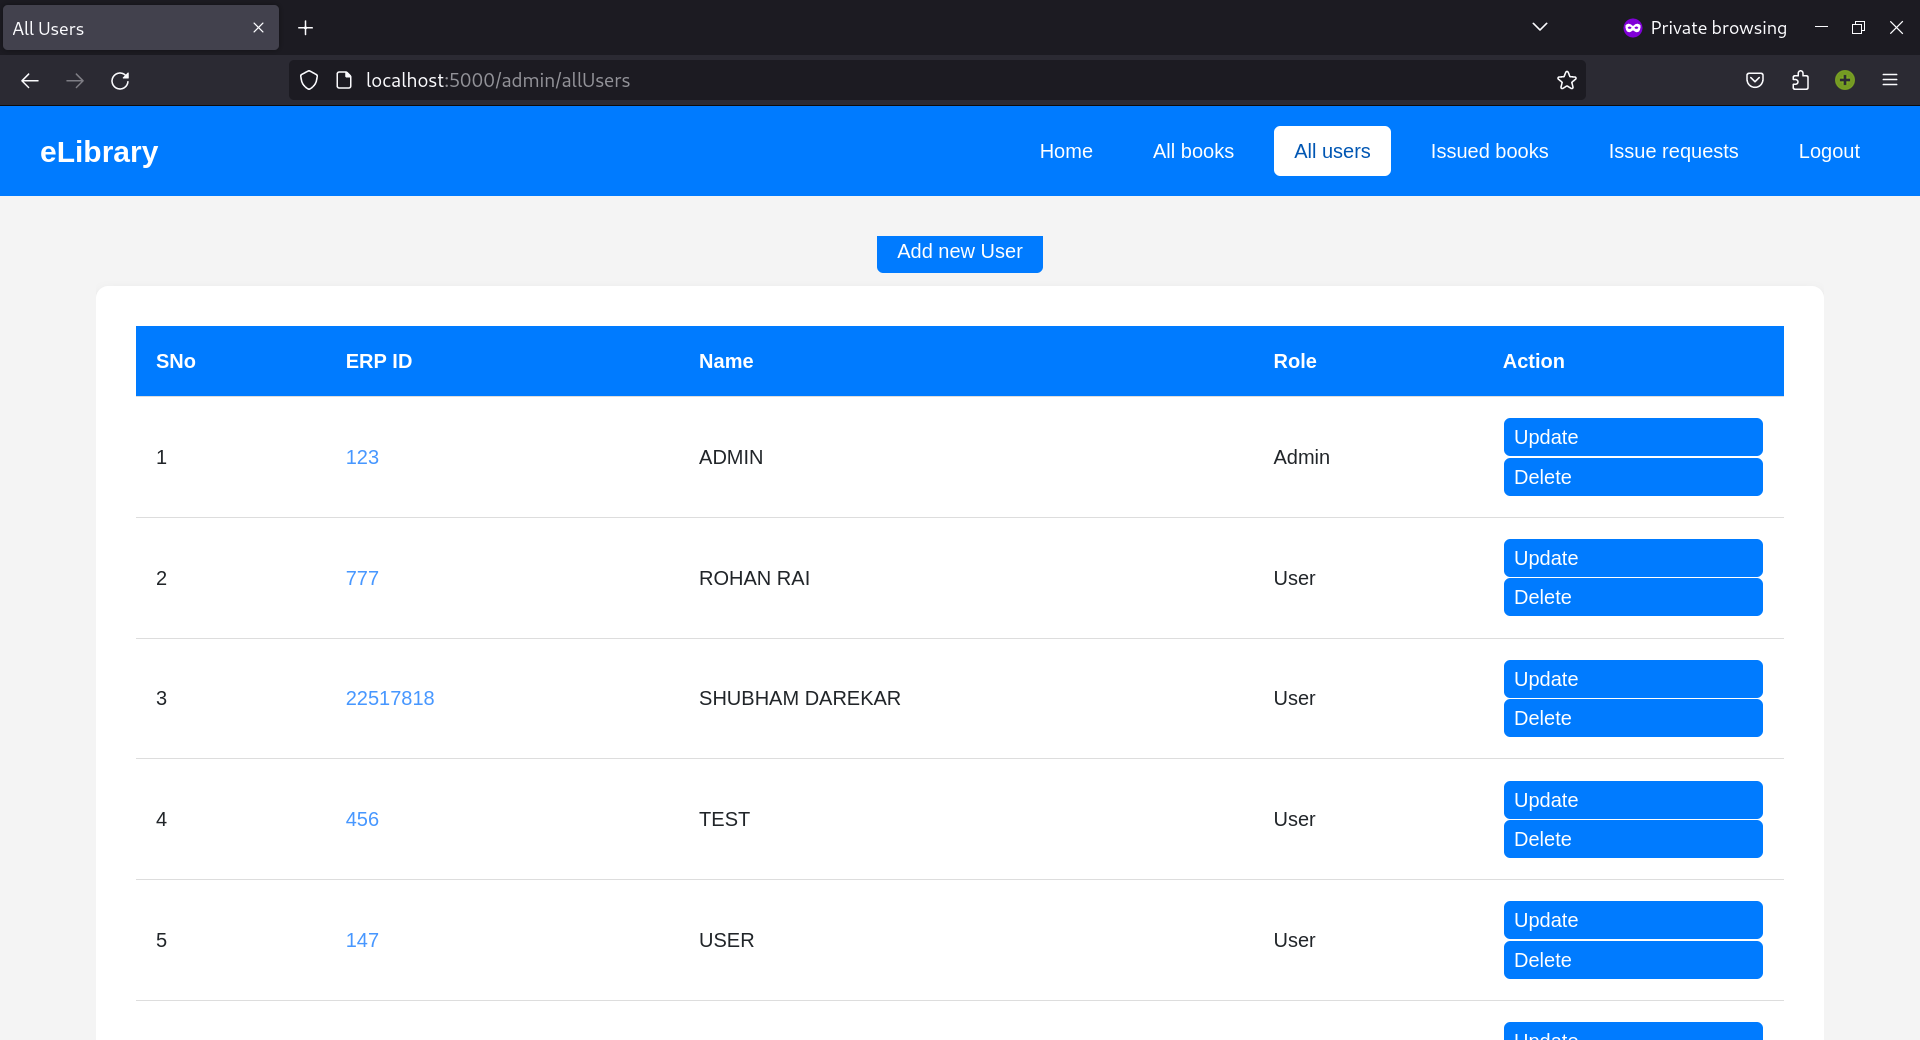 All Users
Private browsing
localhost:5000/admin/allUsers
eLibrary
Home
All books
All users
Issued books
Issue requests
Logout
Add new User
SNo ERP ID Name Role Action
1 123 ADMIN Admin Update
Delete
2 777 ROHAN RAI User Update
Delete
3 22517818 SHUBHAM DAREKAR User Update
Delete
4 456 TEST User Update
Delete
5 147 USER User Update
Delete
Update